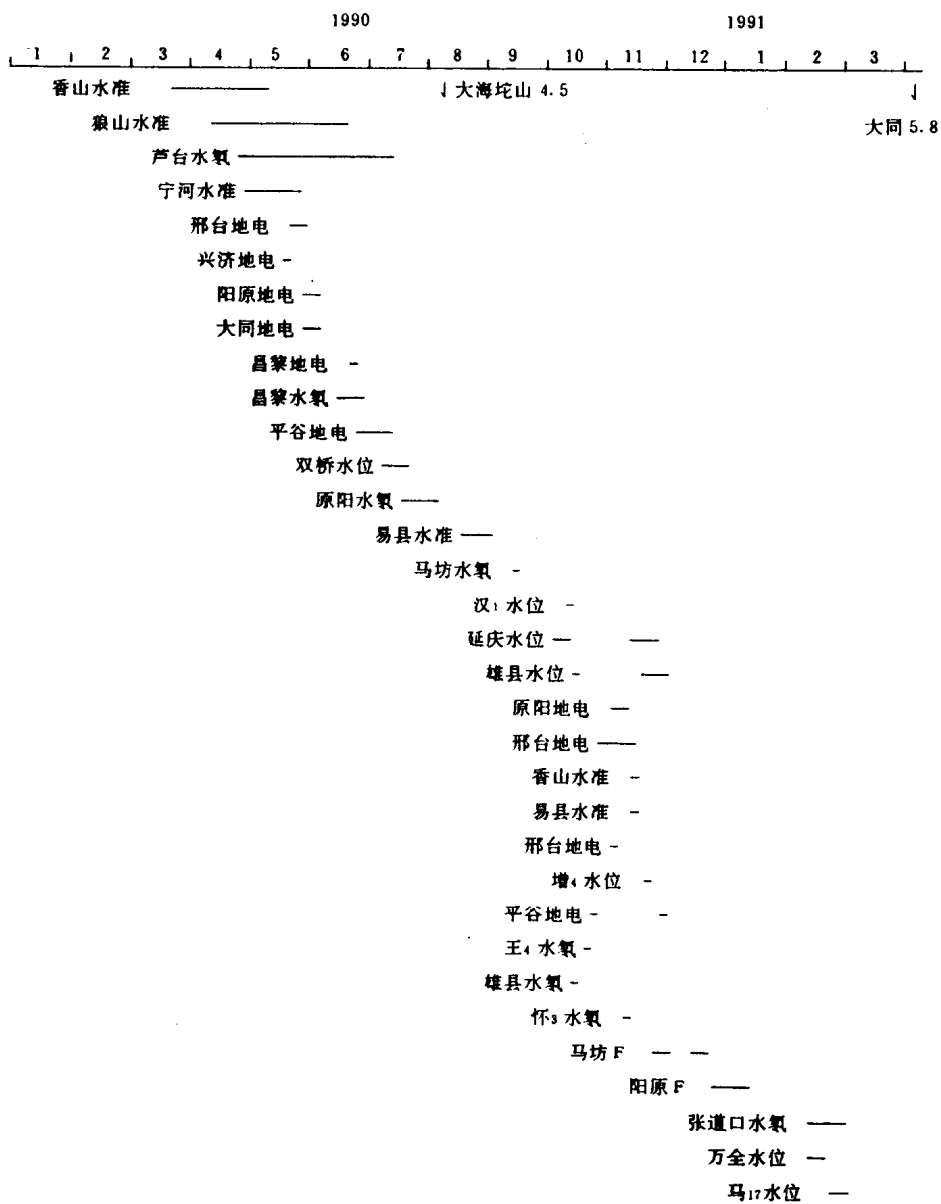 1990 1991
1 2 3 4 5 6 7 8 9 10 11 12 1 2 3
香山水准 大海坨山 4.5
狼山水准 大同 5.8
芦台水氡
宁河水准
邢台地电
兴济地电
阳原地电
大同地电
昌黎地电
昌黎水氡
平谷地电
双桥水位
原阳水氡
易县水准
马坊水氡
汉1 水位
延庆水位
雄县水位
原阳地电
邢台地电
香山水准
易县水准
邢台地电
增4 水位
平谷地电
王4 水氡
雄县水氡
怀3 水氡
马坊 F
阳原 F
张道口水氡
万全水位
马17 水位